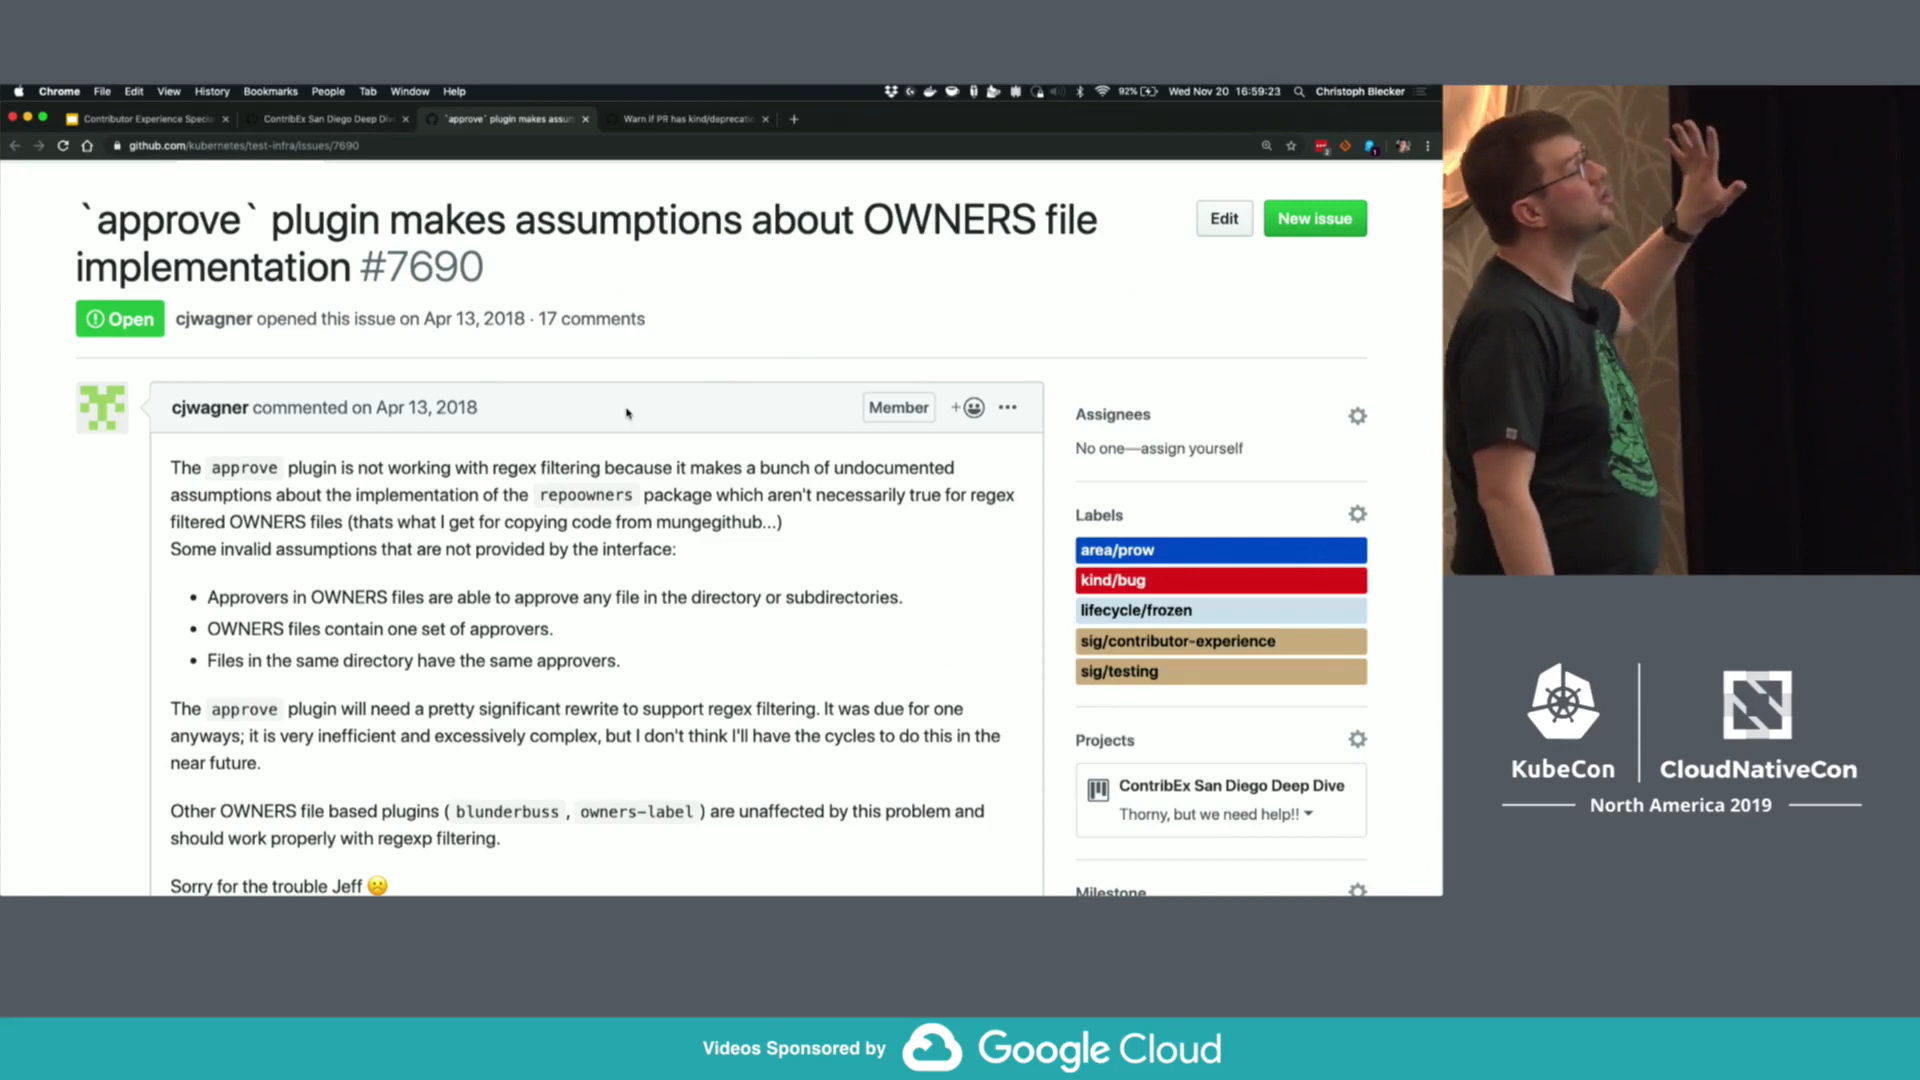 Chrome File Edit View History Bookmarks People Tab Window Help 92% Wed Nov 20 16:59:23 Christoph Blecker
Contributor Experience Specia ContribEx San Diego Deep Div `approve` plugin makes assum Warn if PR has kind/deprecatio
github.com/kubernetes/test-infra/issues/7690
`approve` plugin makes assumptions about OWNERS file
implementation #7690
Edit
New issue
Open cjwagner opened this issue on Apr 13, 2018 · 17 comments
cjwagner commented on Apr 13, 2018
Member
The approve plugin is not working with regex filtering because it makes a bunch of undocumented
assumptions about the implementation of the repoowners package which aren't necessarily true for regex
filtered OWNERS files (thats what I get for copying code from mungegithub...)
Some invalid assumptions that are not provided by the interface:
• Approvers in OWNERS files are able to approve any file in the directory or subdirectories.
• OWNERS files contain one set of approvers.
• Files in the same directory have the same approvers.
The approve plugin will need a pretty significant rewrite to support regex filtering. It was due for one
anyways; it is very inefficient and excessively complex, but I don't think I'll have the cycles to do this in the
near future.
Other OWNERS file based plugins ( blunderbuss , owners-label ) are unaffected by this problem and
should work properly with regexp filtering.
Sorry for the trouble Jeff ☹️
Assignees
No one—assign yourself
Labels
area/prow
kind/bug
lifecycle/frozen
sig/contributor-experience
sig/testing
Projects
ContribEx San Diego Deep Dive
Thorny, but we need help!!
Milestone
KubeCon
CloudNativeCon
North America 2019
Videos Sponsored by Google Cloud